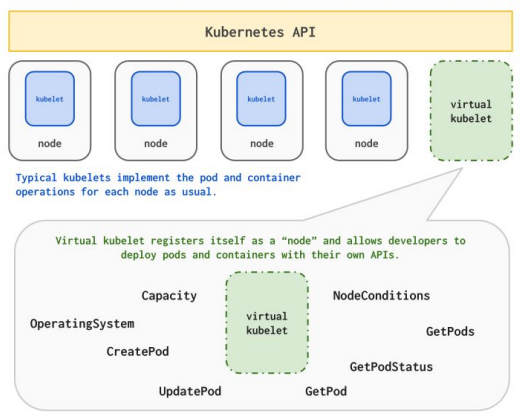 Kubernetes API
kubelet
node
kubelet
node
kubelet
node
kubelet
node
virtual
kubelet
Typical kubelets implement the pod and container
operations for each node as usual.
Virtual kubelet registers itself as a “node” and allows developers to
deploy pods and containers with their own APIs.
Capacity
OperatingSystem
CreatePod
UpdatePod
virtual
kubelet
NodeConditions
GetPods
GetPodStatus
GetPod